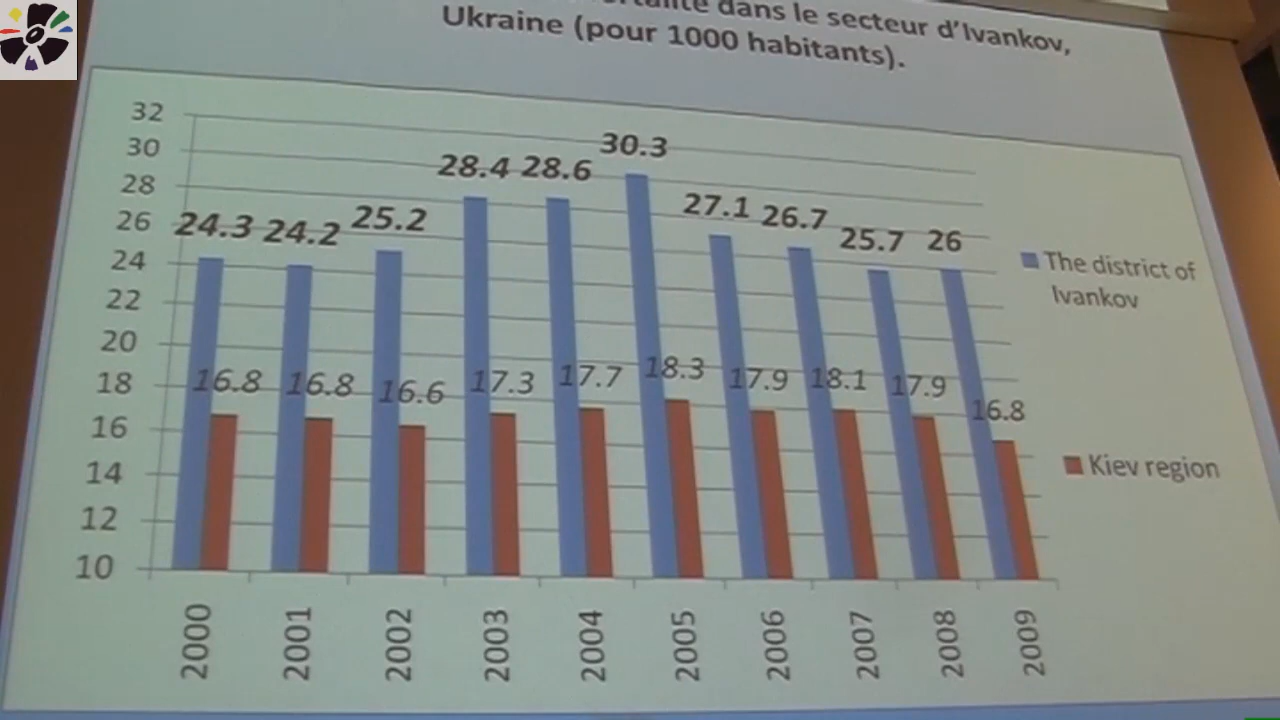 dans le secteur d'Ivankov,
Ukraine (pour 1000 habitants).
32
30
28
26
24
22
20
18
16
14
12
10
24.3 24.2 25.2 28.4 28.6 30.3 27.1 26.7 25.7 26
16.8 16.8 16.6 17.3 17.7 18.3 17.9 18.1 17.9 16.8
2000 2001 2002 2003 2004 2005 2006 2007 2008 2009
The district of
Ivankov
Kiev region